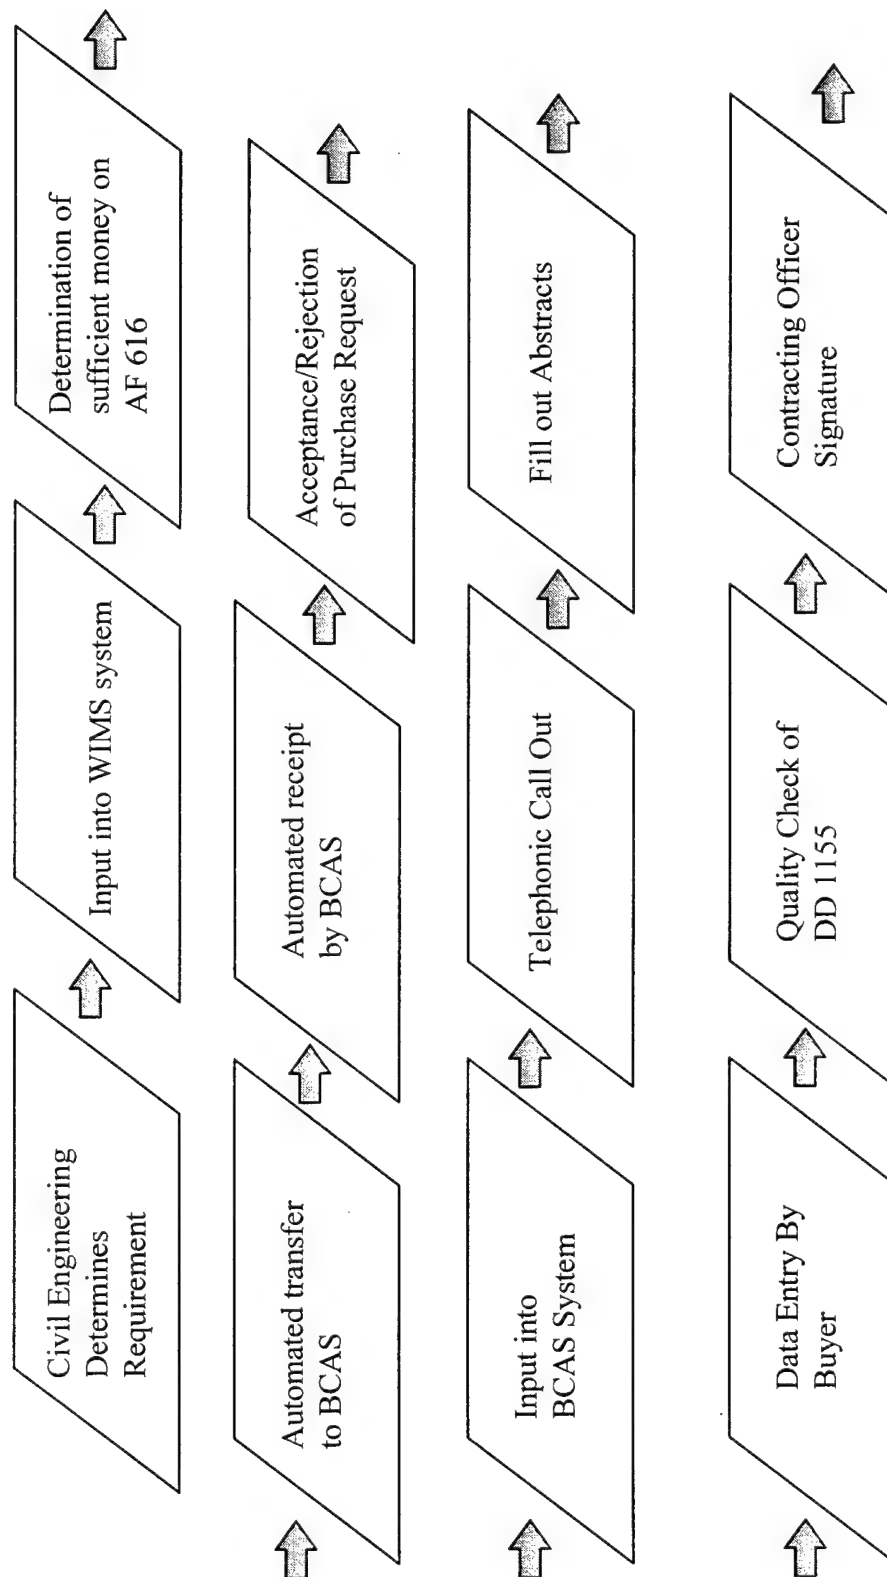 Civil Engineering
Determines
Requirement
Input into WIMS system
Determination of
sufficient money on
AF 616
Automated transfer
to BCAS
Automated receipt
by BCAS
Acceptance/Rejection
of Purchase Request
Input into
BCAS System
Telephonic Call Out
Fill out Abstracts
Data Entry By
Buyer
Quality Check of
DD 1155
Contracting Officer
Signature